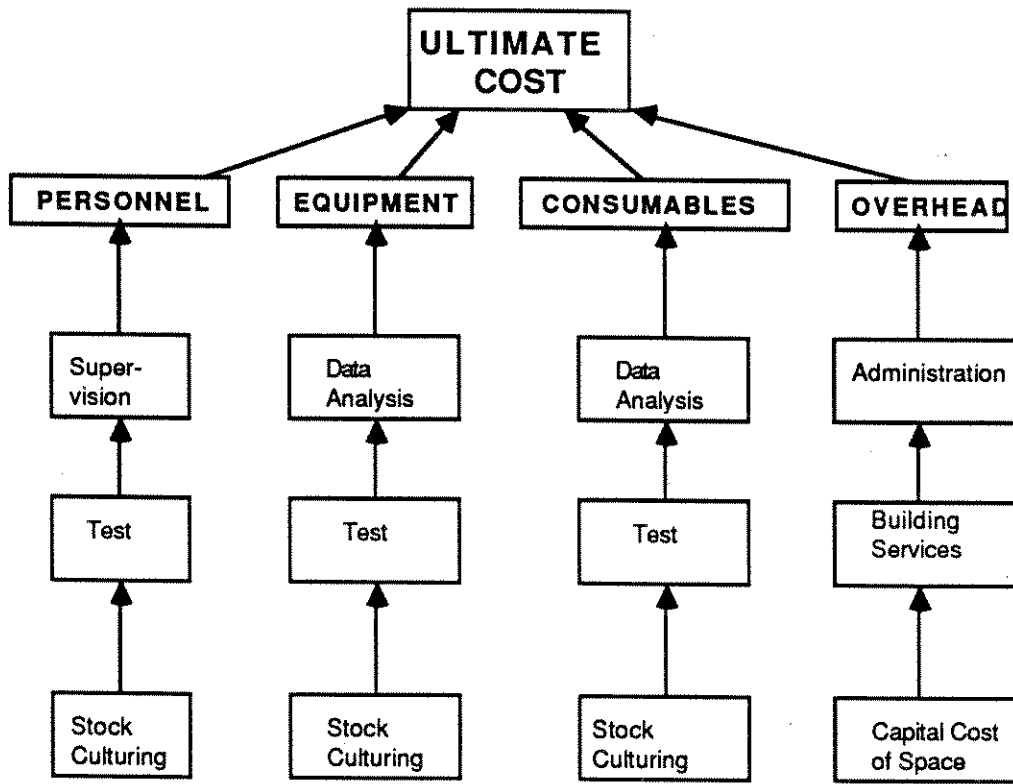 ULTIMATE
COST
PERSONNEL
EQUIPMENT
CONSUMABLES
OVERHEAD
Super-
vision
Data
Analysis
Data
Analysis
Administration
Test
Test
Test
Building
Services
Stock
Culturing
Stock
Culturing
Stock
Culturing
Capital Cost
of Space